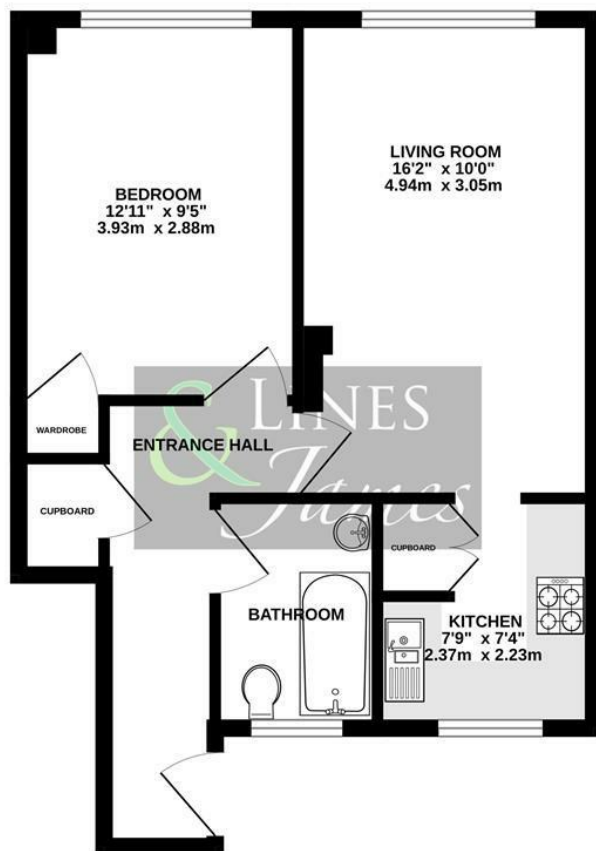 LIVING ROOM
16'2" x 10'0"
4.94m x 3.05m
BEDROOM
12'11" x 9'5"
3.93m x 2.88m
WARDROBE
ENTRANCE HALL
& LINES
James
CUPBOARD
CUPBOARD
BATHROOM
KITCHEN
7'9" x 7'4"
2.37m x 2.23m